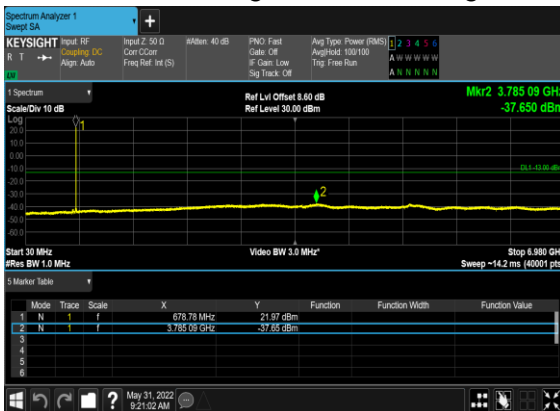 Spectrum Analyzer 1
Swept SA
KEYSIGHT Input: RF Input Z: 50 Ω #Atten: 40 dB PNO: Fast Avg Type: Power (RMS) 1 2 3 4 5 6
R T Coupling: DC Corr CCorr Gate: Off Avg|Hold: 100/100 A W W W W W
Align: Auto Freq Ref: Int (S) IF Gain: Low Trig: Free Run
LV Sig Track: Off A N N N N N
1 Spectrum Ref Lvl Offset 8.60 dB Mkr2 3.785 09 GHz
Scale/Div 10 dB Ref Level 30.00 dBm -37.650 dBm
Log
20.0 1
10.0
0.00
-10.0 DL1 -13.00 dBm
-20.0
-30.0 2
-40.0
-50.0
-60.0
Start 30 MHz Video BW 3.0 MHz* Stop 6.980 GH
#Res BW 1.0 MHz Sweep ~14.2 ms (40001 pts
5 Marker Table
Mode Trace Scale X Y Function Function Width Function Value
1 N 1 f 678.78 MHz 21.97 dBm
2 N 1 f 3.785 09 GHz -37.65 dBm
3
4
5
6
? May 31, 2022
9:21:02 AM